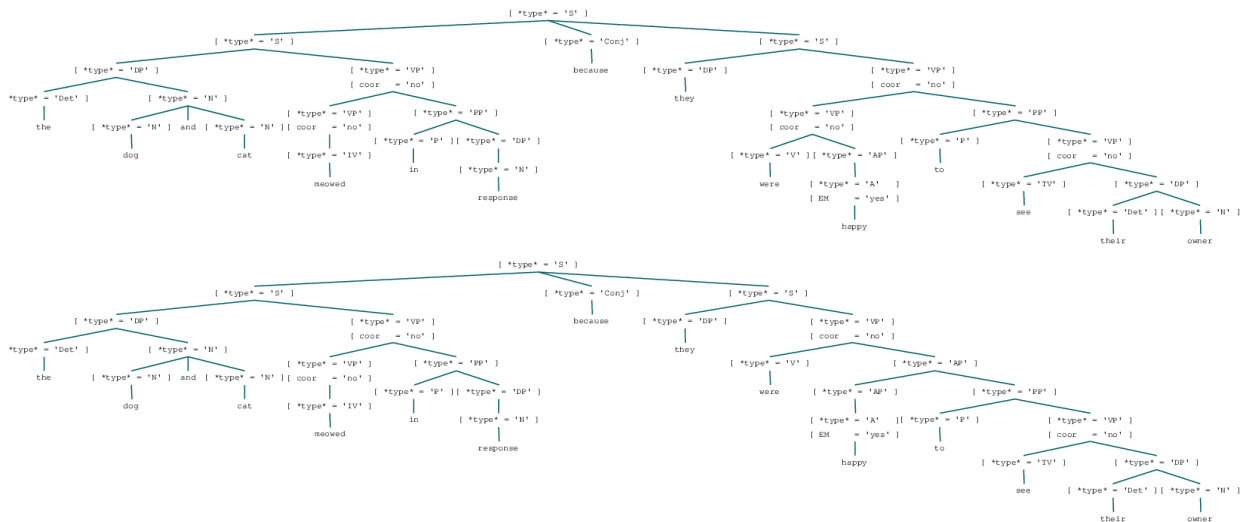 [ *type* = 'S' ]
[ *type* = 'S' ] [ *type* = 'Conj' ] [ *type* = 'S' ]
[ *type* = 'DP' ] [ *type* = 'VP' ] because [ *type* = 'DP' ] [ *type* = 'VP' ]
[ coor = 'no' ] [ coor = 'no' ]
*type* = 'Det' ] [ *type* = 'N' ] they
[ *type* = 'VP' ] [ *type* = 'PP' ] [ *type* = 'VP' ] [ *type* = 'PP' ]
the [ *type* = 'N' ] and [ *type* = 'N' ] [ coor = 'no' ] [ coor = 'no' ]
[ *type* = 'P' ] [ *type* = 'DP' ] [ *type* = 'P' ] [ *type* = 'VP' ]
dog cat [ *type* = 'IV' ] [ *type* = 'V' ] [ *type* = 'AP' ] [ coor = 'no' ]
in [ *type* = 'N' ] to
meowed were [ *type* = 'A' ] [ *type* = 'TV' ] [ *type* = 'DP' ]
response [ EM = 'yes' ]
see [ *type* = 'Det' ] [ *type* = 'N' ]
happy
their owner
[ *type* = 'S' ]
[ *type* = 'S' ] [ *type* = 'Conj' ] [ *type* = 'S' ]
[ *type* = 'DP' ] [ *type* = 'VP' ] because [ *type* = 'DP' ] [ *type* = 'VP' ]
[ coor = 'no' ] [ coor = 'no' ]
*type* = 'Det' ] [ *type* = 'N' ] they
[ *type* = 'VP' ] [ *type* = 'PP' ] [ *type* = 'V' ] [ *type* = 'AP' ]
the [ *type* = 'N' ] and [ *type* = 'N' ] [ coor = 'no' ]
[ *type* = 'P' ] [ *type* = 'DP' ] were [ *type* = 'AP' ] [ *type* = 'PP' ]
dog cat [ *type* = 'IV' ]
in [ *type* = 'N' ] [ *type* = 'A' ] [ *type* = 'P' ] [ *type* = 'VP' ]
meowed [ EM = 'yes' ] [ coor = 'no' ]
response to
happy [ *type* = 'TV' ] [ *type* = 'DP' ]
see [ *type* = 'Det' ] [ *type* = 'N' ]
their owner